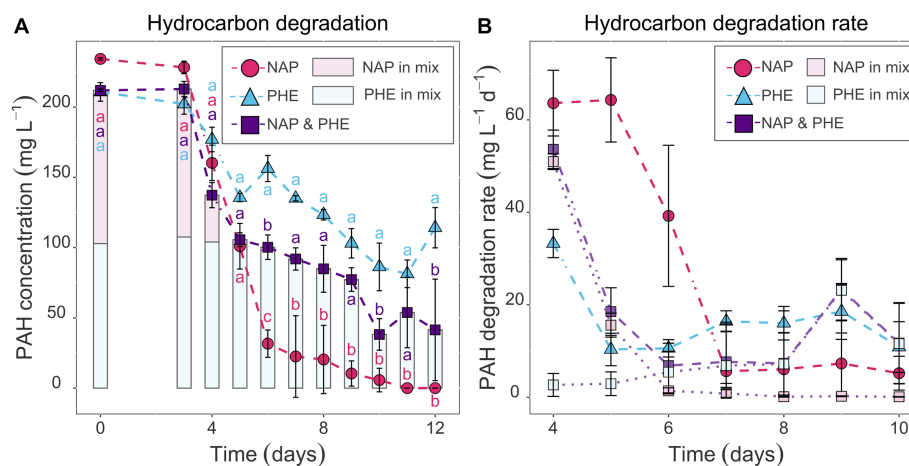 A Hydrocarbon degradation
PAH concentration (mg L−1)
200
150
100
50
0
NAP
PHE
NAP & PHE
NAP in mix
PHE in mix
a
a
a
a
a
a
a
a
a
a
a
a
a
b
c
a
a
b
a
a
b
a
a
b
a
b
b
a
a
b
b
b
0
4
8
12
Time (days)
B Hydrocarbon degradation rate
PAH degradation rate (mg L−1 d−1)
60
40
20
0
NAP
PHE
NAP & PHE
NAP in mix
PHE in mix
4
6
8
10
Time (days)